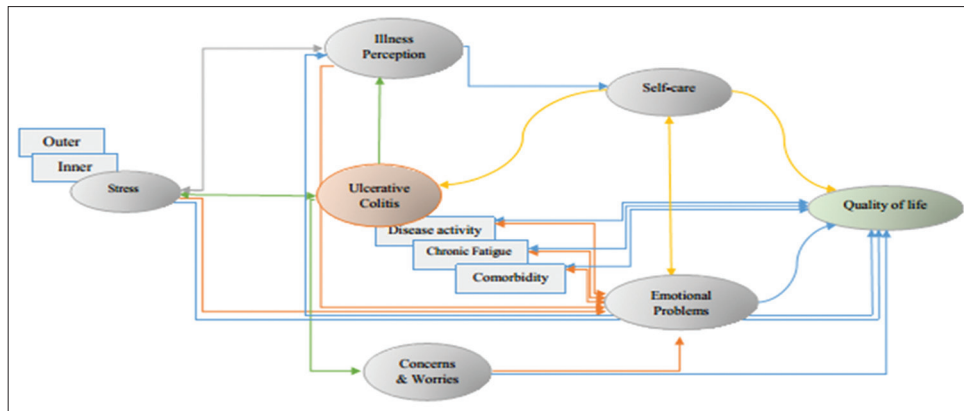 Illness
Perception
Self-care
Outer
Inner
Stress
Ulcerative
Colitis
Quality of life
Disease activity
Chronic Fatigue
Comorbidity
Emotional
Problems
Concerns
& Worries